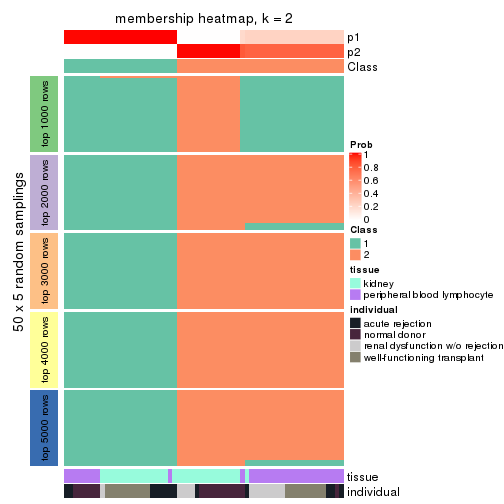 membership heatmap, k = 2
p1
p2
Class
50 x 5 random samplings
top 1000 rows
top 2000 rows
top 3000 rows
top 4000 rows
top 5000 rows
Prob
1
0.8
0.6
0.4
0.2
0
Class
1
2
tissue
kidney
peripheral blood lymphocyte
individual
acute rejection
normal donor
renal dysfunction w/o rejection
well-functioning transplant
tissue
individual